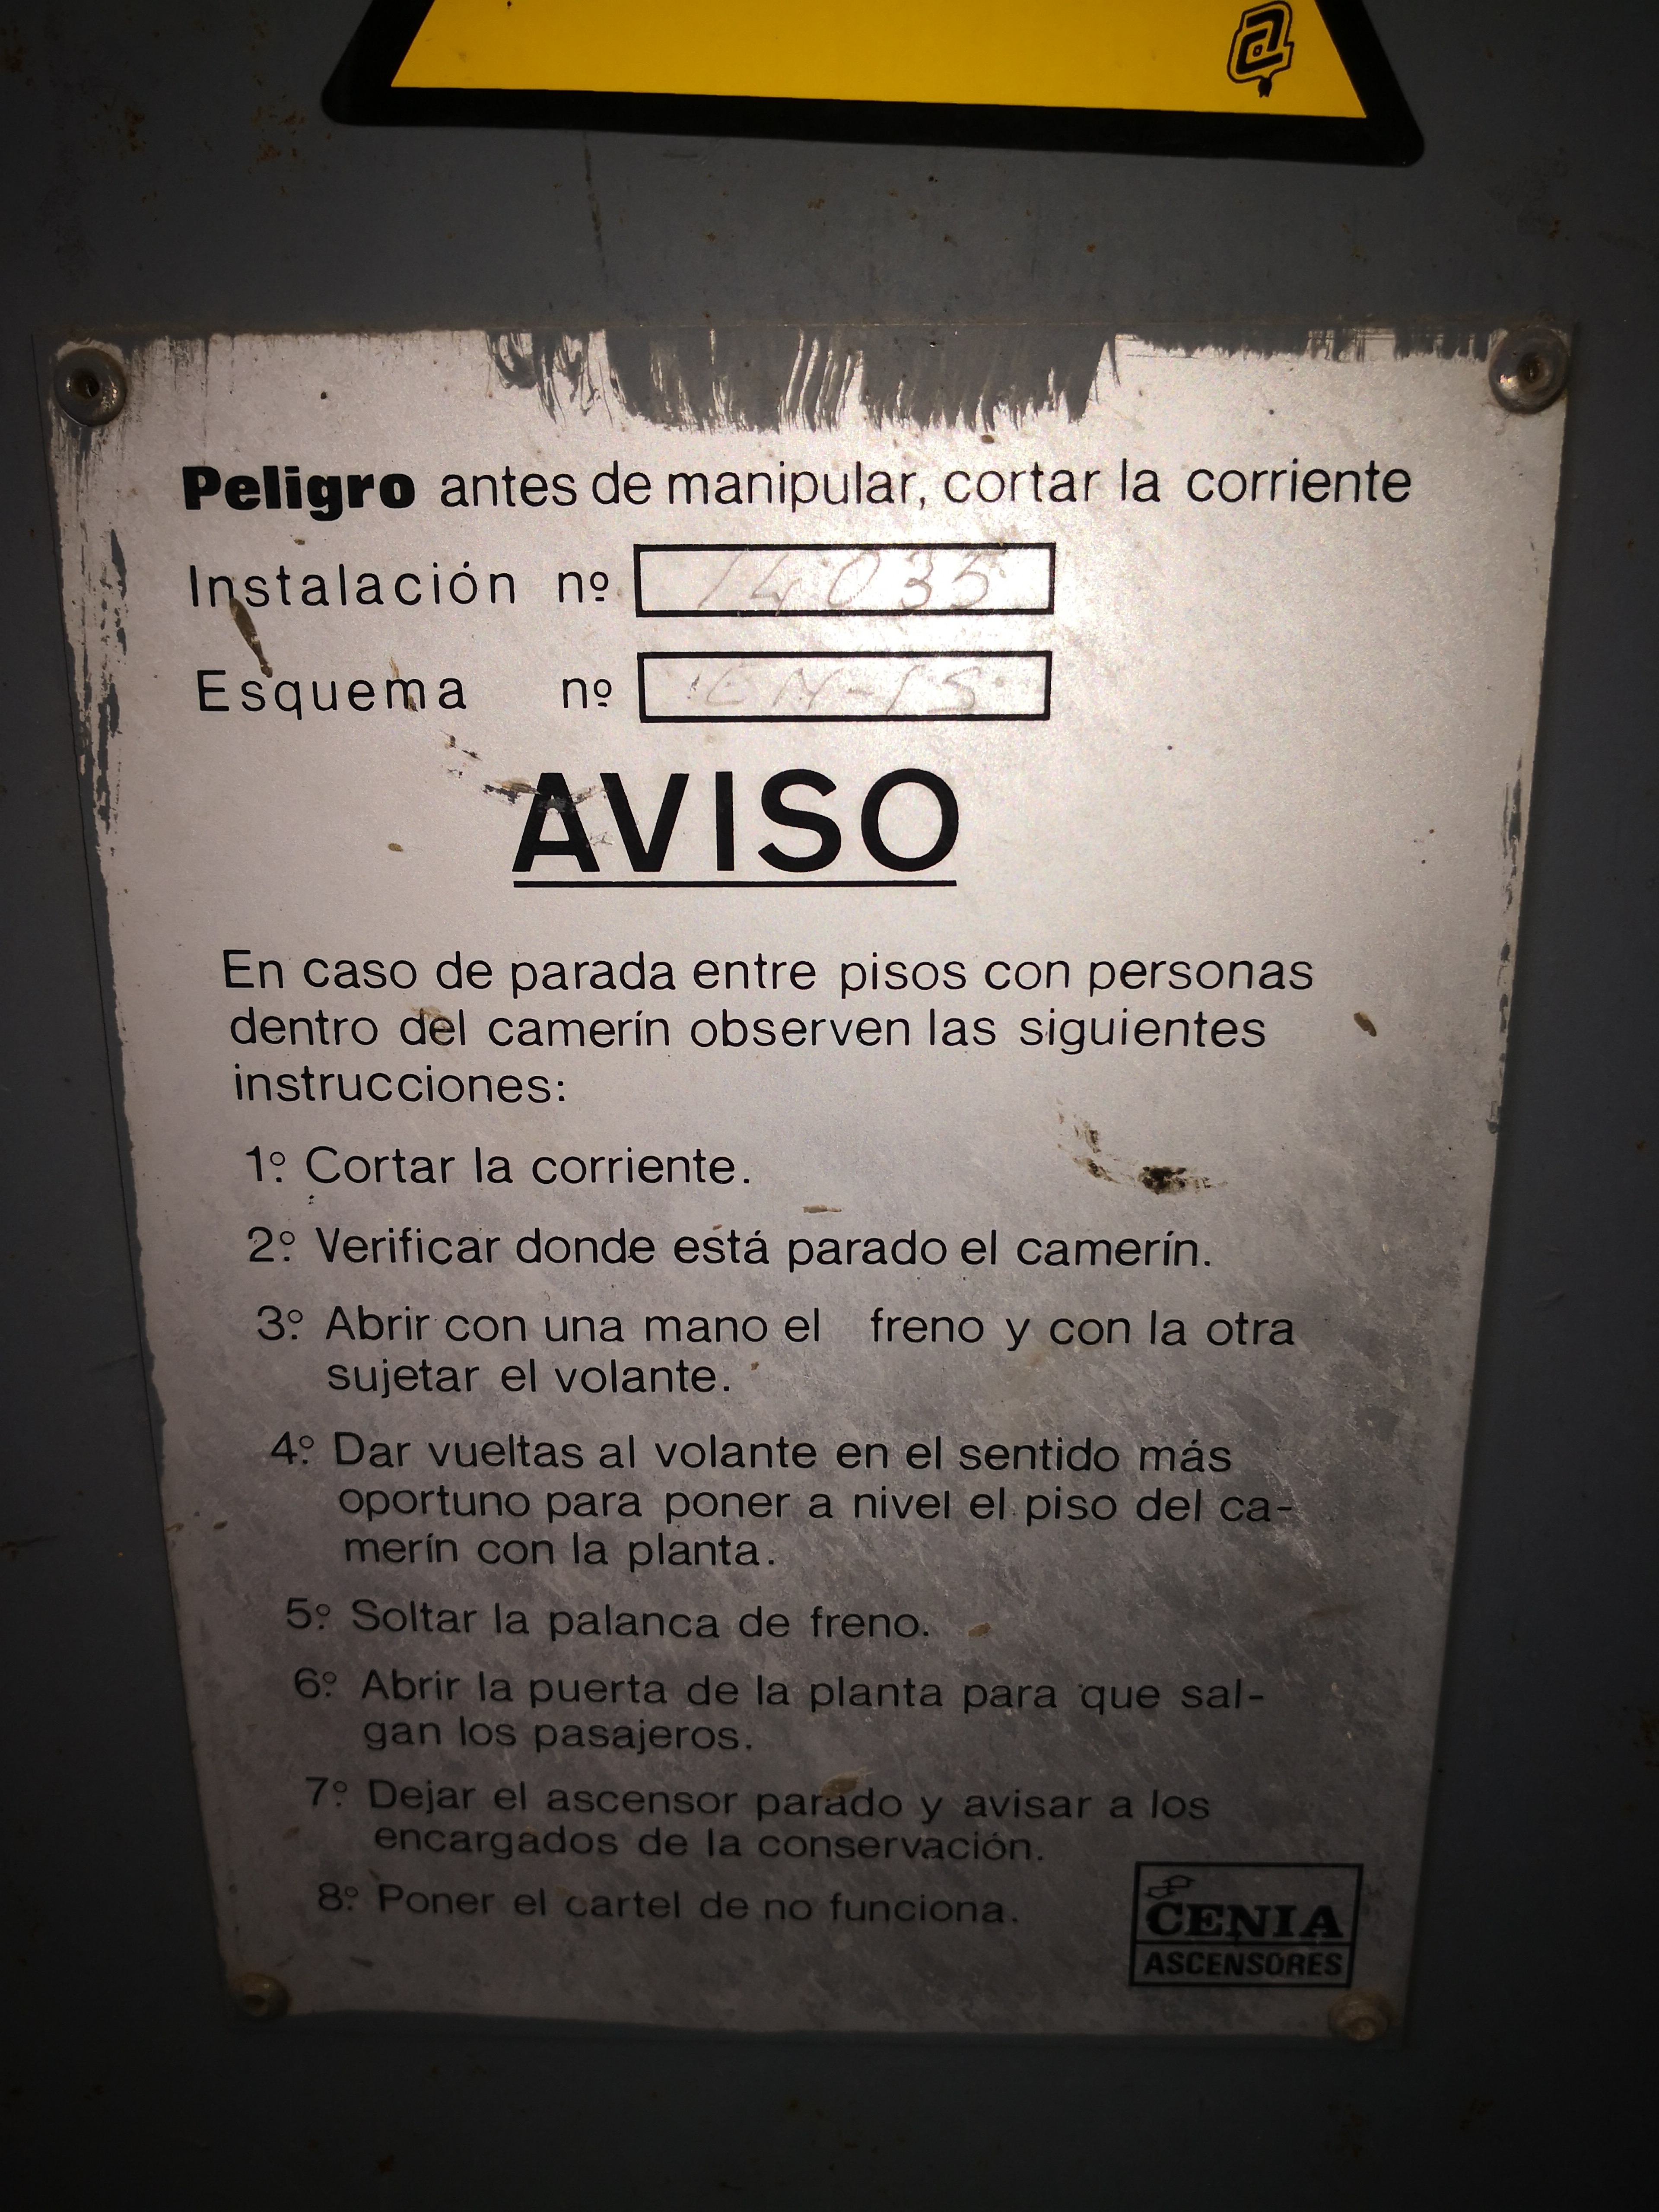 Peligro antes de manipular, cortar la corriente
Instalación nº 14035
Esquema nº
AVISO
En caso de parada entre pisos con personas
dentro del camerín observen las siguientes
instrucciones:
1º Cortar la corriente.
2º Verificar donde está parado el camerín.
3º Abrir con una mano el freno y con la otra
sujetar el volante.
4º Dar vueltas al volante en el sentido más
oportuno para poner a nivel el piso del ca-
merín con la planta.
5º Soltar la palanca de freno.
6º Abrir la puerta de la planta para que sal-
gan los pasajeros.
7º Dejar el ascensor parado y avisar a los
encargados de la conservación.
8º Poner el cartel de no funciona.
CENIA
ASCENSORES